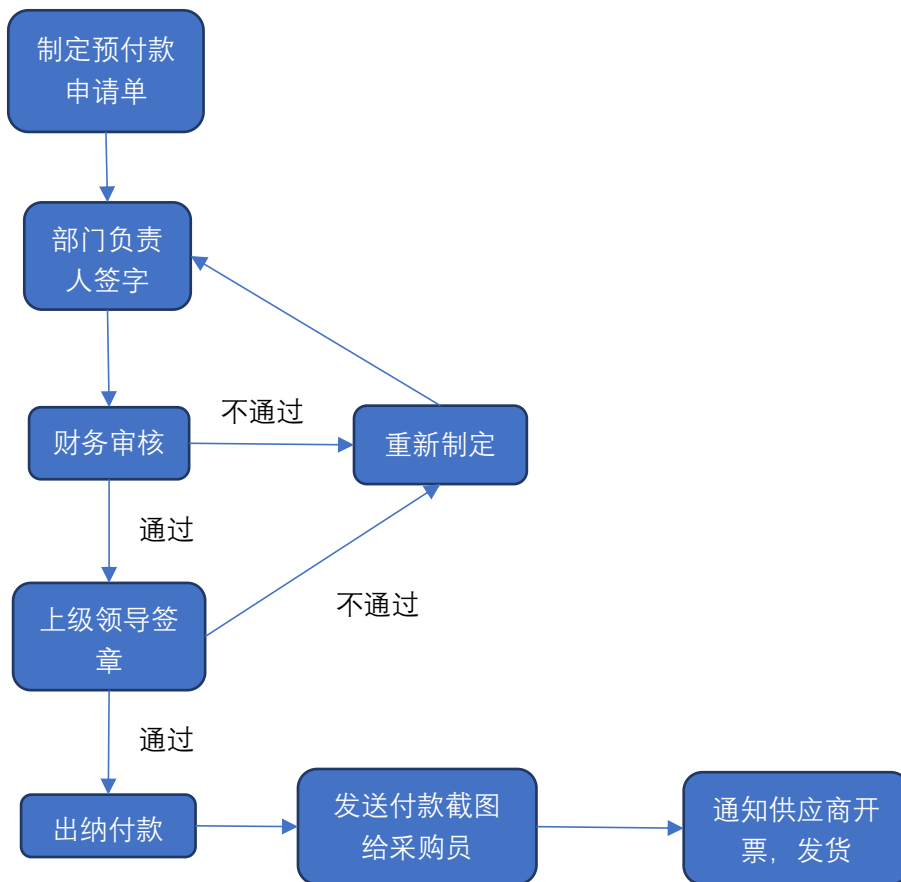 制定预付款
申请单
部门负责
人签字
不通过
财务审核
重新制定
通过
上级领导签
章
不通过
通过
出纳付款
发送付款截图
给采购员
通知供应商开
票，发货